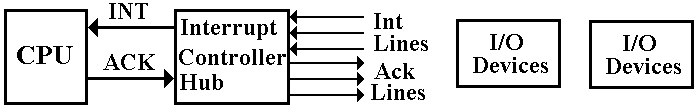 INT
CPU
ACK
Interrupt
Controller
Hub
Int
Lines
Ack
Lines
I/O
Devices
I/O
Devices